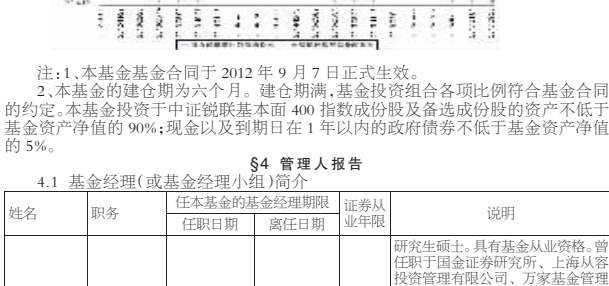 注：1、本基金基金合同于 2012 年 9 月 7 日正式生效。
2、本基金的建仓期为六个月。建仓期满，基金投资组合各项比例符合基金合同
的约定。本基金投资于中证锐联基本面 400 指数成份股及备选成份股的资产不低于
基金资产净值的 90%；现金以及到期日在 1 年以内的政府债券不低于基金资产净值
的 5%。
§4 管理人报告
4.1 基金经理（或基金经理小组）简介
姓名 职务 任本基金的基金经理期限 证券从业年限 说明
任职日期 离任日期
研究生硕士。具有基金从业资格。曾
任职于国金证券研究所、上海从容
投资管理有限公司、万家基金管理